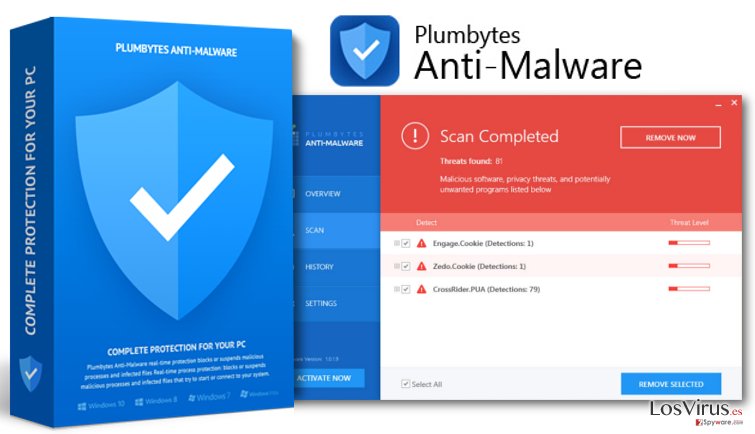 PLUMBYTES ANTI-MALWARE
COMPLETE PROTECTION FOR YOUR PC
COMPLETE PROTECTION FOR YOUR PC
Plumbytes Anti-Malware real-time protection blocks or suspends malicious
processes and infected files Real-time process protection: blocks or suspends
malicious processes and infected files that try to start or connect to your system.
Windows 10
Windows 8
Windows 7
Windows
Plumbytes
Anti-Malware
PLUMBYTES
ANTI-MALWARE
OVERVIEW
SCAN
HISTORY
SETTINGS
Version: 1.0.1.9
ACTIVATE NOW
Scan Completed
REMOVE NOW
Threats found: 81
Malicious software, privacy threats, and potentially
unwanted programs listed below
Detect
Threat Level
Engage.Cookie (Detections: 1)
Zedo.Cookie (Detections: 1)
CrossRider.PUA (Detections: 79)
Select All
REMOVE SELECTED
LosVirus.es
2Spyware.com